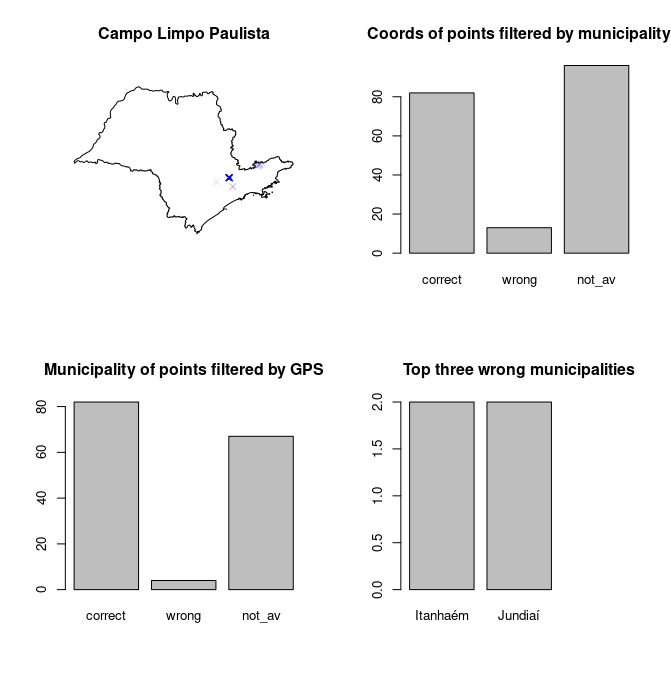 Campo Limpo Paulista
Coords of points filtered by municipality
80
60
40
20
0
correct wrong not_av
Municipality of points filtered by GPS
80
60
40
20
0
correct wrong not_av
Top three wrong municipalities
2.0
1.5
1.0
0.5
0.0
Itanhaém Jundiaí